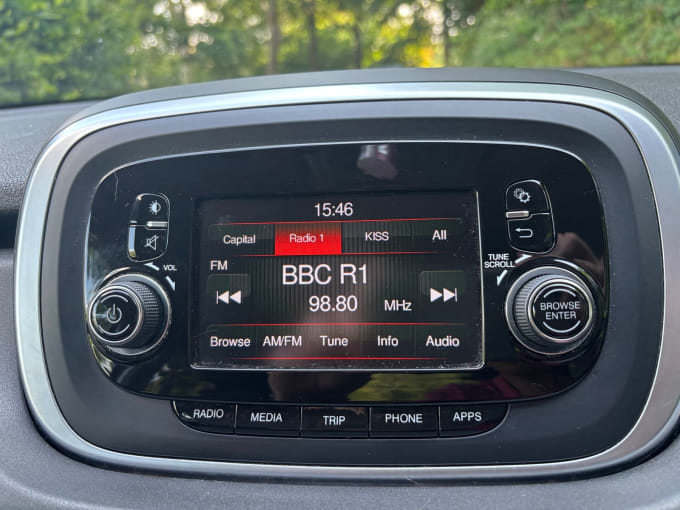 15:46
Capital Radio 1 KISS All
FM
BBC R1
98.80 MHz
Browse AM/FM Tune Info Audio
VOL
TUNE
SCROLL
BROWSE
ENTER
RADIO MEDIA TRIP PHONE APPS